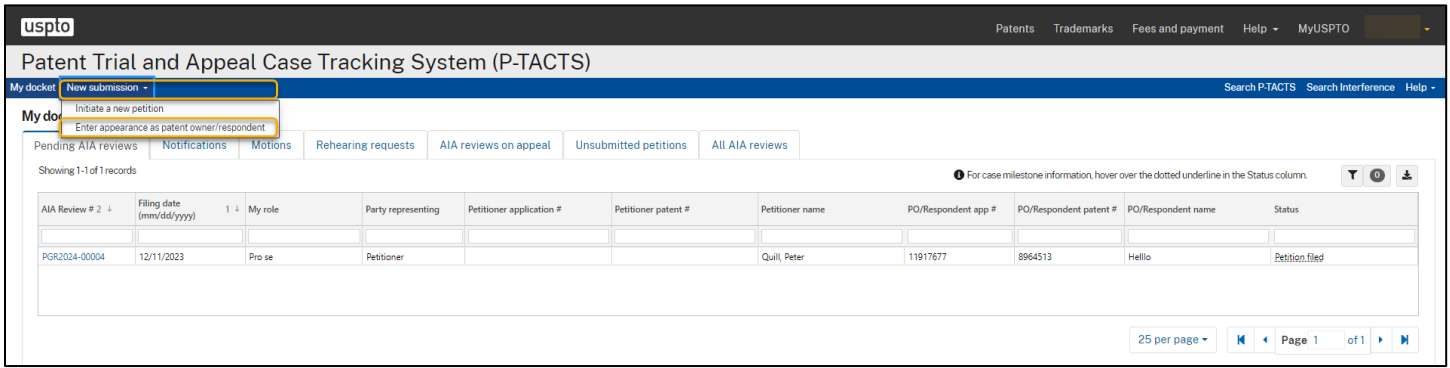 uspto
Patents Trademarks Fees and payment Help MyUSPTO
Patent Trial and Appeal Case Tracking System (P-TACTS)
My docket New submission Search P-TACTS Search Interference Help
Initiate a new petition
My do
Enter appearance as patent owner/respondent
Pending AIA reviews Notifications Motions Rehearing requests AIA reviews on appeal Unsubmitted petitions All AIA reviews
Showing 1-1 of 1 records For case milestone information, hover over the dotted underline in the Status column. 0
AIA Review # 2 Filing date (mm/dd/yyyy) 1 My role Party representing Petitioner application # Petitioner patent # Petitioner name PO/Respondent app # PO/Respondent patent # PO/Respondent name Status
PGR2024-00004 12/11/2023 Pro se Petitioner Quill, Peter 11917677 8964513 Helllo Petition filed
25 per page Page 1 of 1